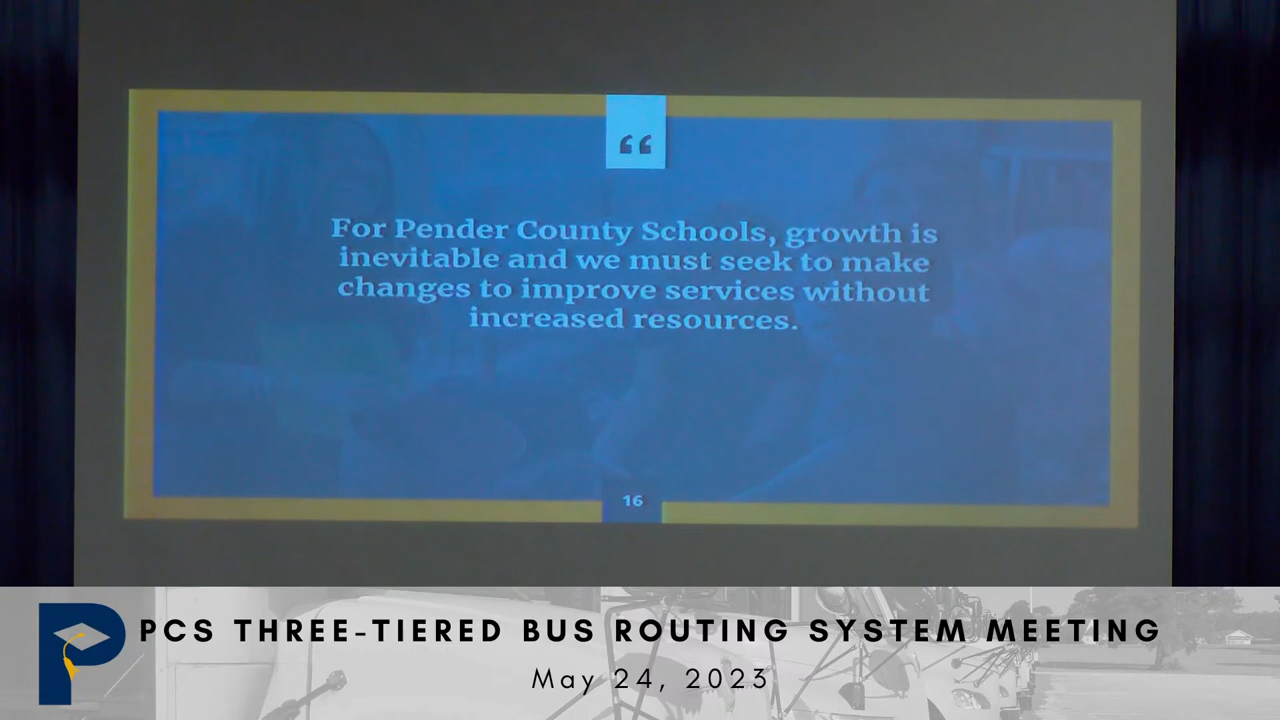 “
For Pender County Schools, growth is
inevitable and we must seek to make
changes to improve services without
increased resources.
16
P
PCS THREE-TIERED BUS ROUTING SYSTEM MEETING
May 24, 2023